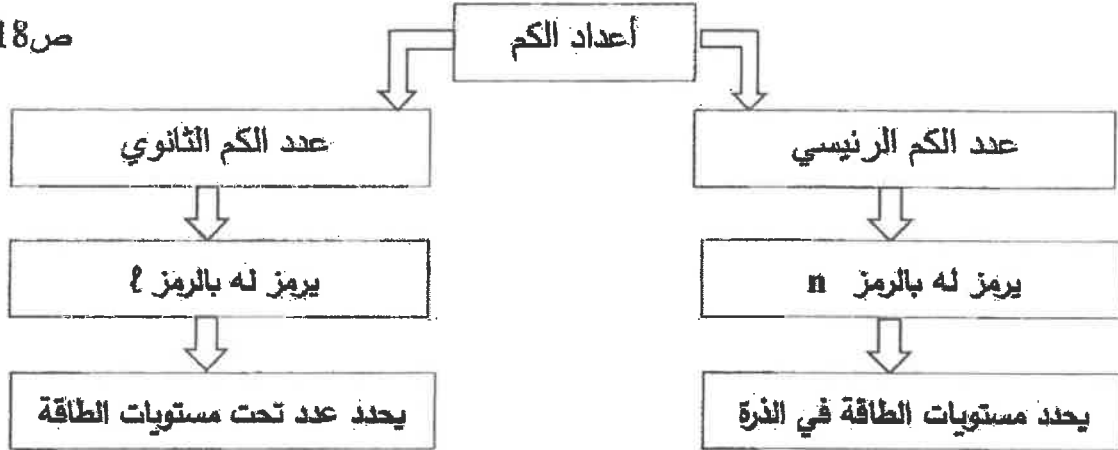 ص18
أعداد الكم
عدد الكم الرئيسي
عدد الكم الثانوي
يرمز له بالرمز n
يرمز له بالرمز ℓ
يحدد مستويات الطاقة في الذرة
يحدد عدد تحت مستويات الطاقة